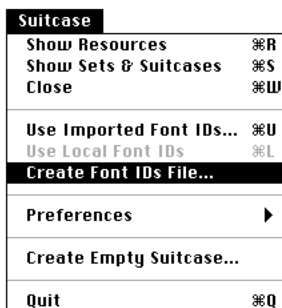 Suitcase
Show Resources ⌘R
Show Sets & Suitcases ⌘S
Close ⌘W
Use Imported Font IDs... ⌘U
Use Local Font IDs ⌘L
Create Font IDs File...
Preferences ▶
Create Empty Suitcase...
Quit ⌘Q